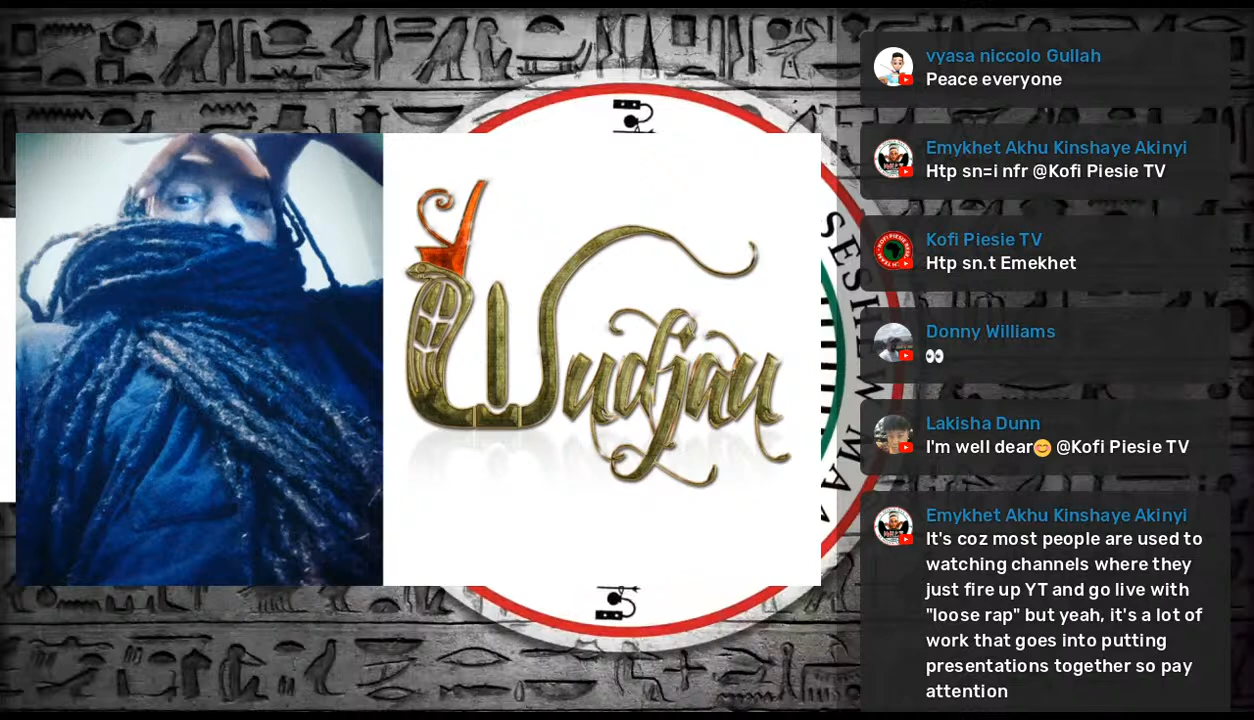 Wudjau
SESH
W MA
vyasa niccolo Gullah
Peace everyone
Emykhet Akhu Kinshaye Akinyi
Htp sn=i nfr @Kofi Piesie TV
Kofi Piesie TV
Htp sn.t Emekhet
Donny Williams
👀
Lakisha Dunn
I'm well dear😊 @Kofi Piesie TV
Emykhet Akhu Kinshaye Akinyi
It's coz most people are used to
watching channels where they
just fire up YT and go live with
"loose rap" but yeah, it's a lot of
work that goes into putting
presentations together so pay
attention